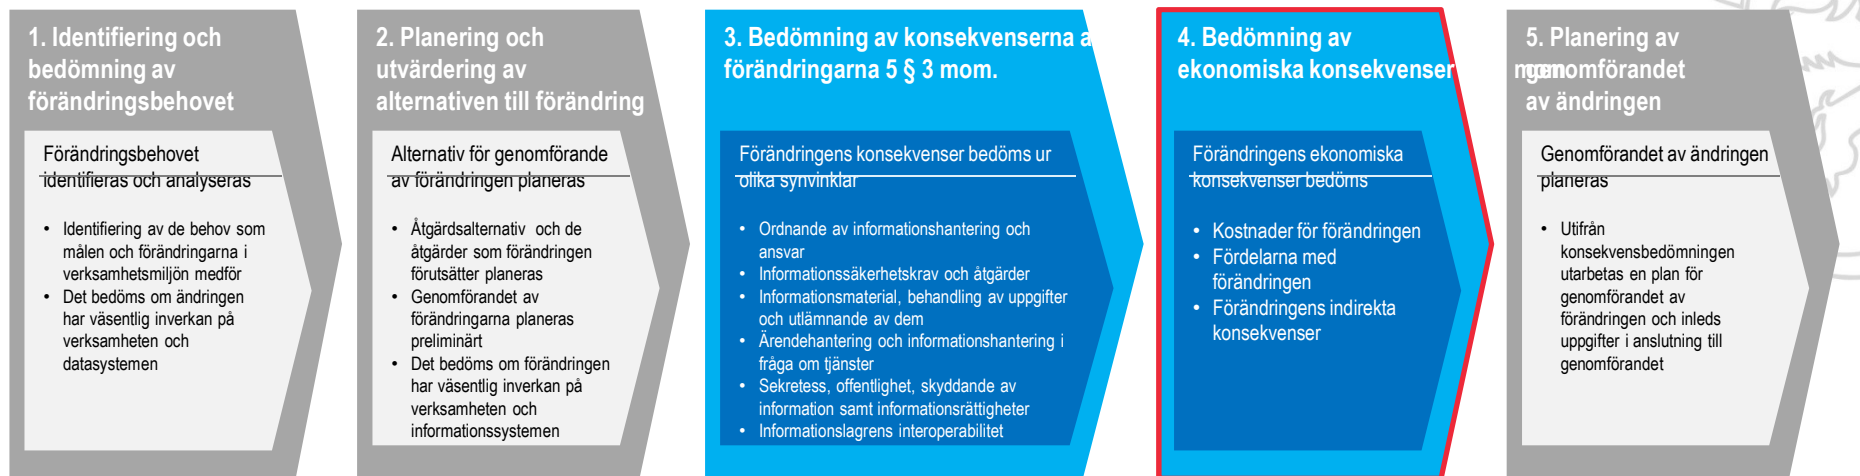 1. Identifiering och
bedömning av
förändringsbehovet
Förändringsbehovet
identifieras och analyseras
• Identifiering av de behov som
målen och förändringarna i
verksamhetsmiljön medför
• Det bedöms om ändringen
har väsentlig inverkan på
verksamheten och
datasystemen
2. Planering och
utvärdering av
alternativen till förändring
Alternativ för genomförande
av förändringen planeras
• Åtgärdsalternativ och de
åtgärder som förändringen
förutsätter planeras
• Genomförandet av
förändringarna planeras
preliminärt
• Det bedöms om förändringen
har väsentlig inverkan på
verksamheten och
informationssystemen
3. Bedömning av konsekvenserna a
förändringarna 5 § 3 mom.
Förändringens konsekvenser bedöms ur
olika synvinklar
• Ordnande av informationshantering och
ansvar
• Informationssäkerhetskrav och åtgärder
• Informationsmaterial, behandling av uppgifter
och utlämnande av dem
• Ärendehantering och informationshantering i
fråga om tjänster
• Sekretess, offentlighet, skyddande av
information samt informationsrättigheter
• Informationslagrens interoperabilitet
4. Bedömning av
ekonomiska konsekvenser
Förändringens ekonomiska
konsekvenser bedöms
• Kostnader för förändringen
• Fördelarna med
förändringen
• Förändringens indirekta
konsekvenser
5. Planering av
genomförandet
av ändringen
Genomförandet av ändringen
planeras
• Utifrån
konsekvensbedömningen
utarbetas en plan för
genomförandet av
förändringen och inleds
uppgifter i anslutning till
genomförandet